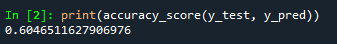 In [2]: print(accuracy_score(y_test, y_pred))
0.6046511627906976